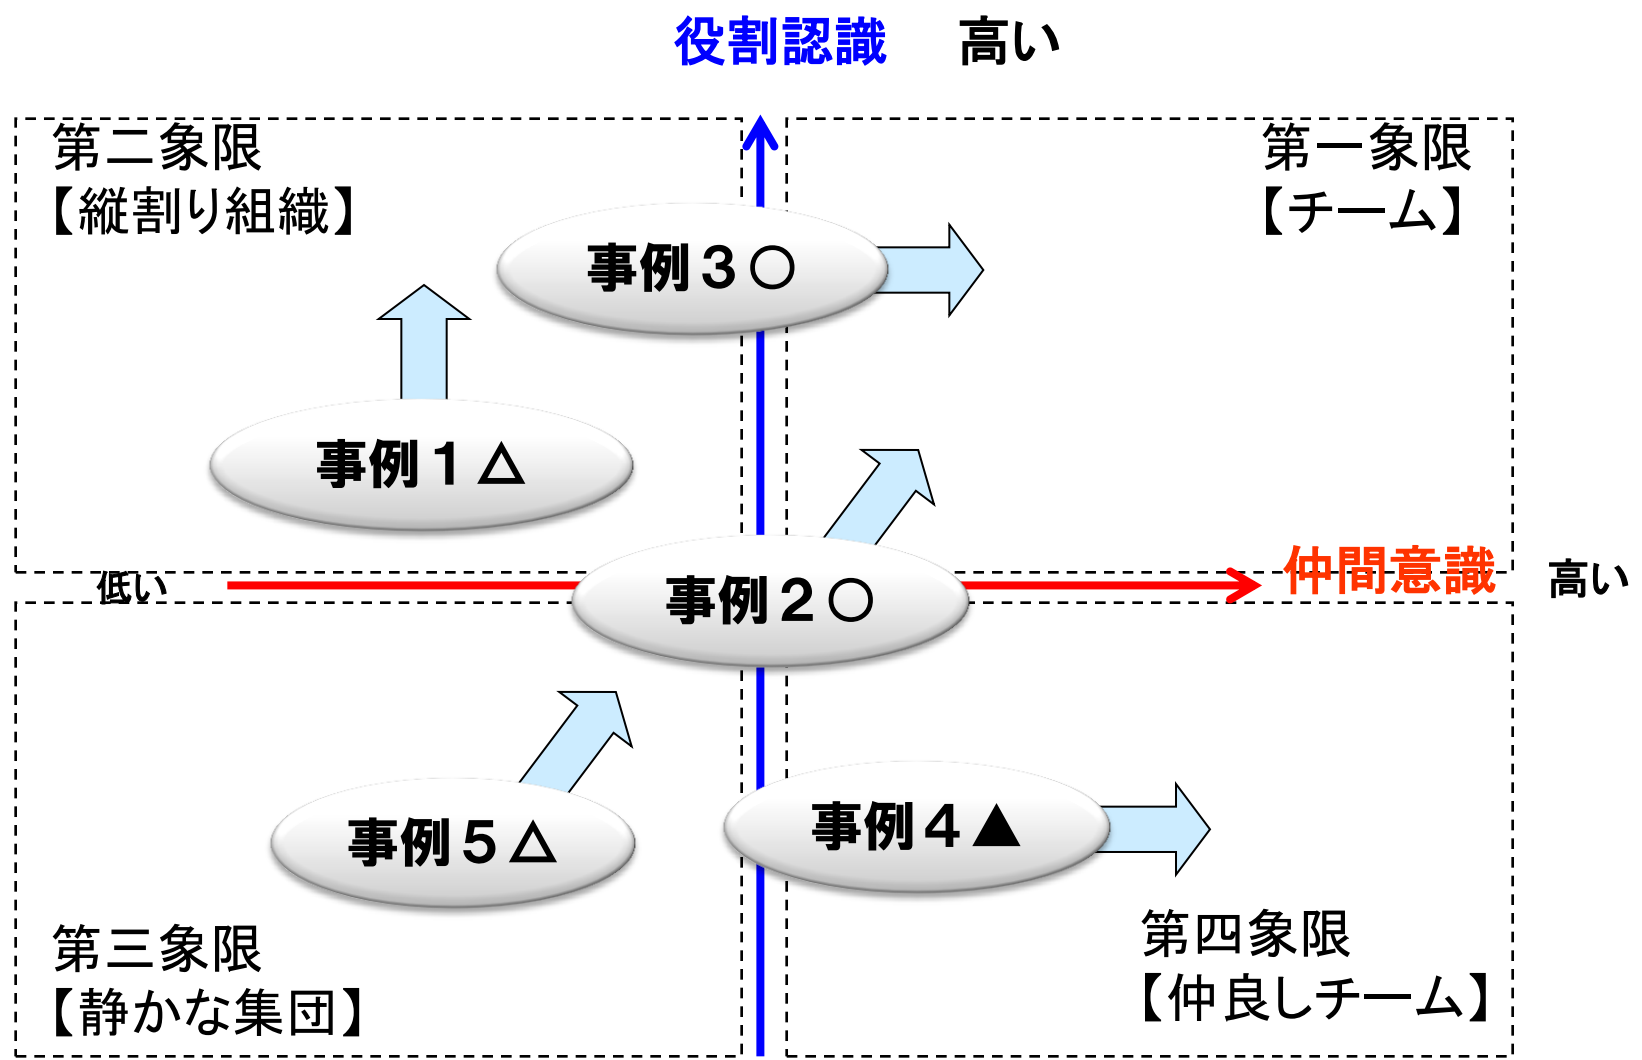 役割認識 高い
第二象限
【縦割り組織】
第一象限
【チーム】
事例３○
事例１△
低い
仲間意識 高い
事例２○
事例５△
事例４▲
第三象限
【静かな集団】
第四象限
【仲良しチーム】